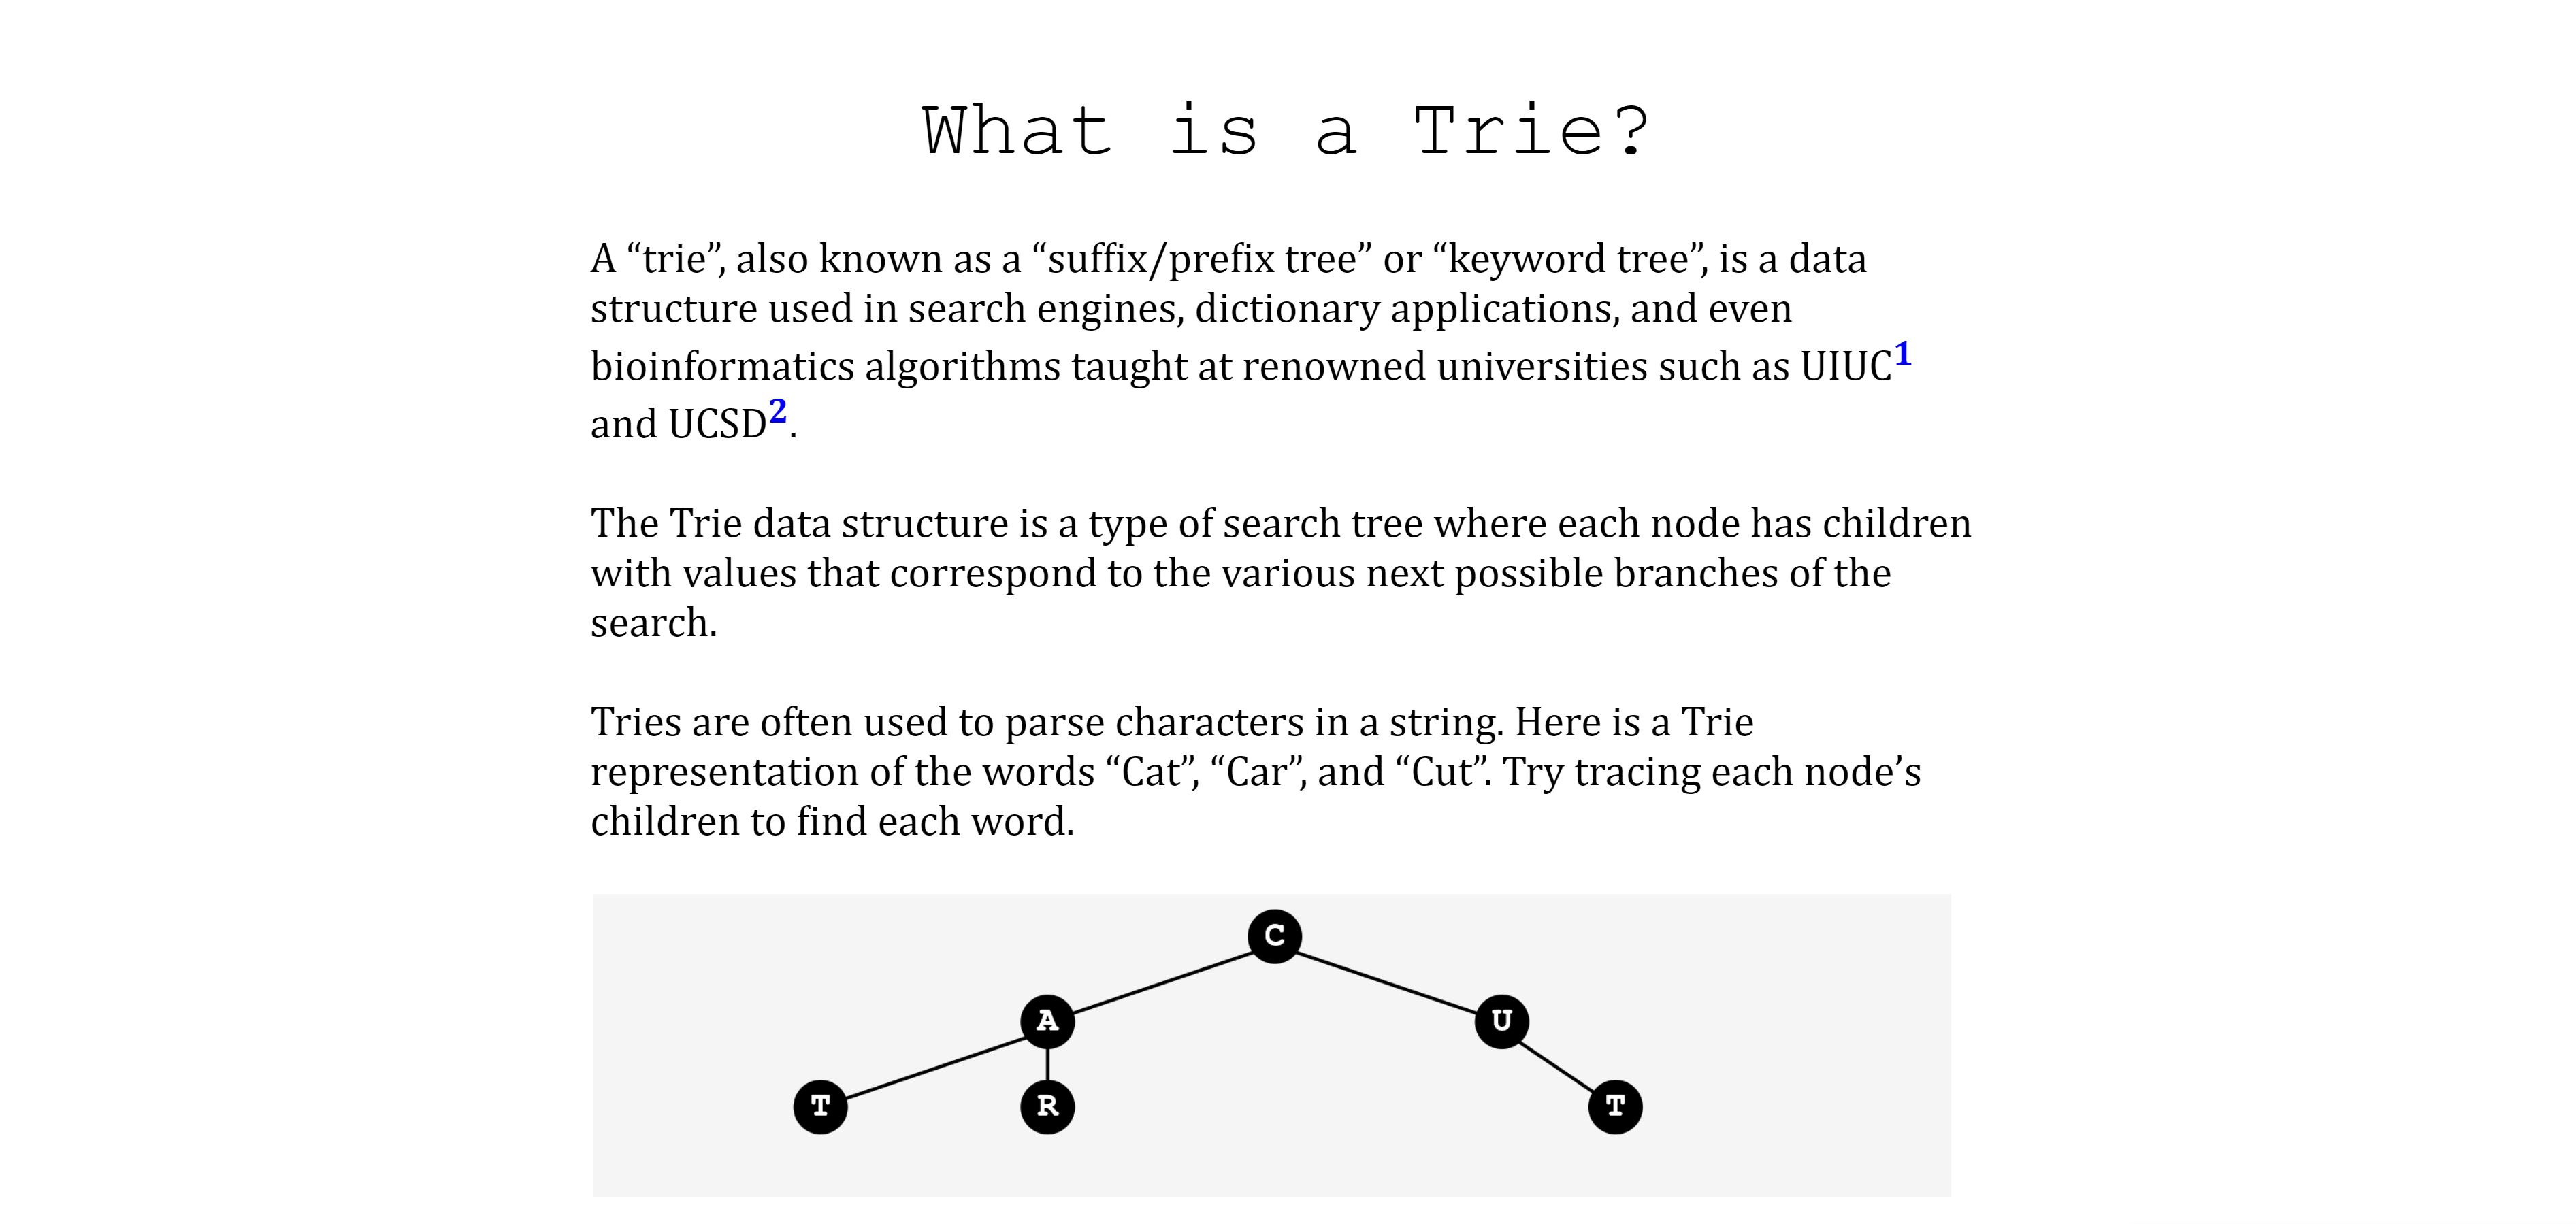 What is a Trie?
A “trie”, also known as a “suffix/prefix tree” or “keyword tree”, is a data
structure used in search engines, dictionary applications, and even
bioinformatics algorithms taught at renowned universities such as UIUC1
and UCSD2.
The Trie data structure is a type of search tree where each node has children
with values that correspond to the various next possible branches of the
search.
Tries are often used to parse characters in a string. Here is a Trie
representation of the words “Cat”, “Car”, and “Cut”. Try tracing each node’s
children to find each word.
C
A U
T R T